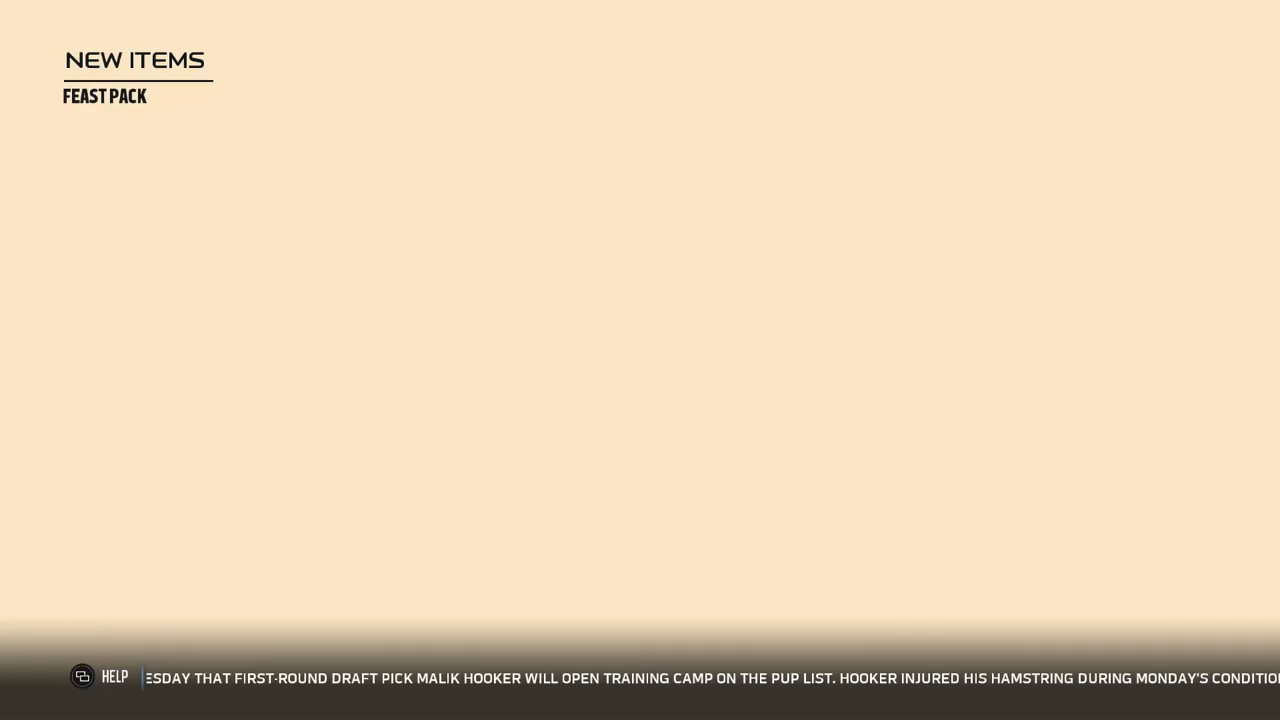 NEW ITEMS
FEAST PACK
HELP
ESDAY THAT FIRST-ROUND DRAFT PICK MALIK HOOKER WILL OPEN TRAINING CAMP ON THE PUP LIST. HOOKER INJURED HIS HAMSTRING DURING MONDAY'S CONDITIO